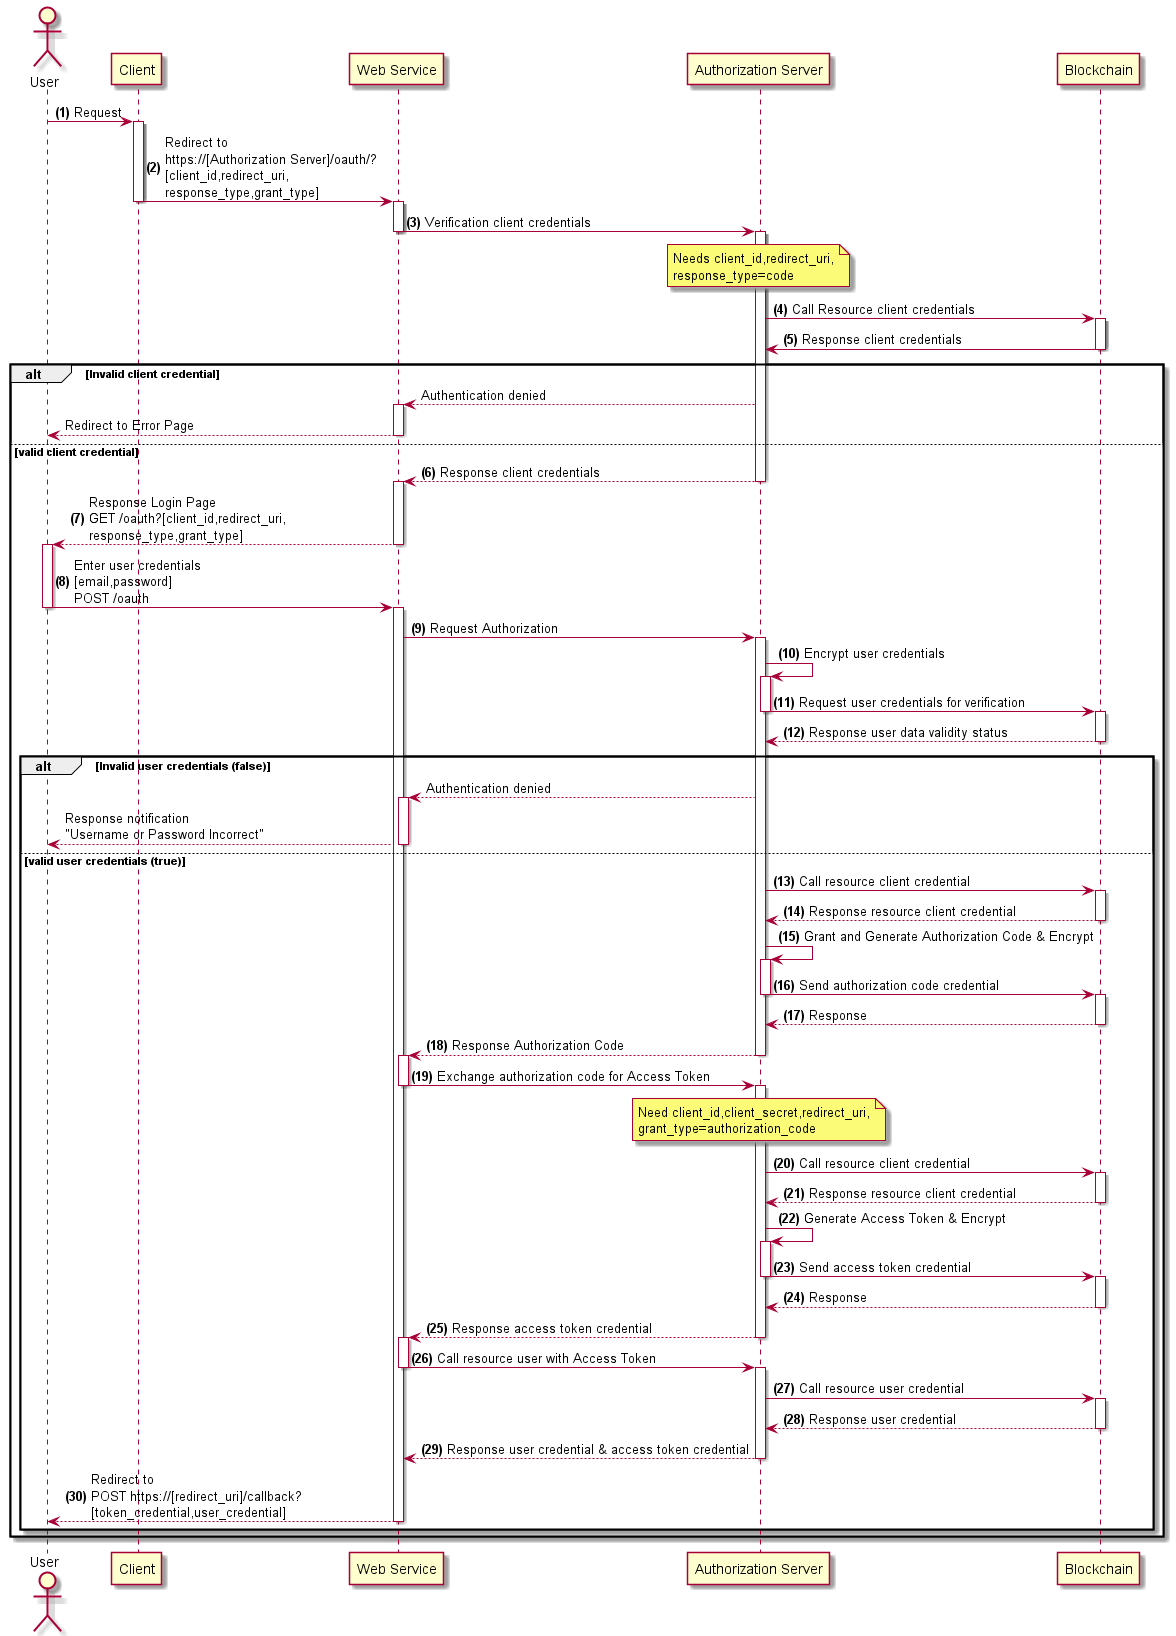 User
Client
Web Service
Authorization Server
Blockchain
(1) Request
Redirect to
https://[Authorization Server]/oauth/?
(2)
[client_id,redirect_uri,
response_type,grant_type]
(3) Verification client credentials
Needs client_id,redirect_uri,
response_type=code
(4) Call Resource client credentials
(5) Response client credentials
alt [Invalid client credential]
Authentication denied
Redirect to Error Page
[valid client credential]
(6) Response client credentials
Response Login Page
(7) GET /oauth?[client_id,redirect_uri,
response_type,grant_type]
Enter user credentials
(8) [email,password]
POST /oauth
(9) Request Authorization
(10) Encrypt user credentials
(11) Request user credentials for verification
(12) Response user data validity status
alt [Invalid user credentials (false)]
Authentication denied
Response notification
"Username or Password Incorrect"
[valid user credentials (true)]
(13) Call resource client credential
(14) Response resource client credential
(15) Grant and Generate Authorization Code & Encrypt
(16) Send authorization code credential
(17) Response
(18) Response Authorization Code
(19) Exchange authorization code for Access Token
Need client_id,client_secret,redirect_uri,
grant_type=authorization_code
(20) Call resource client credential
(21) Response resource client credential
(22) Generate Access Token & Encrypt
(23) Send access token credential
(24) Response
(25) Response access token credential
(26) Call resource user with Access Token
(27) Call resource user credential
(28) Response user credential
(29) Response user credential & access token credential
Redirect to
(30) POST https://[redirect_uri]/callback?
[token_credential,user_credential]
User
Client
Web Service
Authorization Server
Blockchain